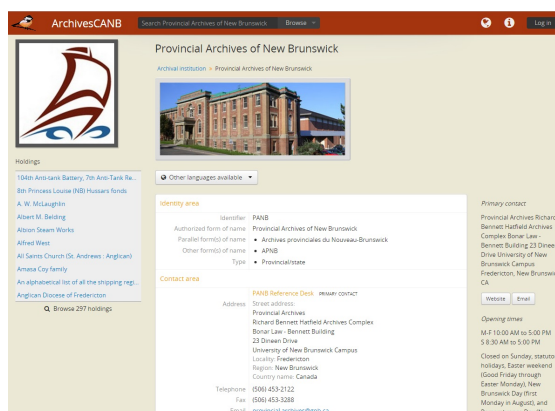 ArchivesCANB
Search Provincial Archives of New Brunswick
Browse
Log in
Provincial Archives of New Brunswick
Archival institution » Provincial Archives of New Brunswick
Holdings
104th Anti-tank Battery, 7th Anti-Tank Re...
8th Princess Louise (NB) Hussars fonds
A. W. McLaughlin
Albert M. Belding
Albion Steam Works
Alfred West
All Saints Church (St. Andrews : Anglican)
Amasa Coy family
An alphabetical list of all the shipping regi...
Anglican Diocese of Fredericton
Browse 297 holdings
Other languages available
Identity area
Identifier PANB
Authorized form of name Provincial Archives of New Brunswick
Parallel form(s) of name • Archives provinciales du Nouveau-Brunswick
Other form(s) of name • APNB
Type • Provincial/state
Contact area
PANB Reference Desk PRIMARY CONTACT
Address Street address
Provincial Archives
Richard Bennett Hatfield Archives Complex
Bonar Law - Bennett Building
23 Dineen Drive
University of New Brunswick Campus
Locality: Fredericton
Region: New Brunswick
Country name: Canada
Telephone (506) 453-2122
Fax (506) 453-3288
Email
Primary contact
Provincial Archives Richard
Bennett Hatfield Archives
Complex Bonar Law -
Bennett Building 23 Dineen
Drive University of New
Brunswick Campus
Fredericton, New Brunswick
CA
Website Email
Opening times
M-F 10:00 AM to 5:00 PM
S 8:30 AM to 5:00 PM
Closed on Sunday, statuto
holidays, Easter weekend
(Good Friday through
Easter Monday), New
Brunswick Day (first
Monday in August), and